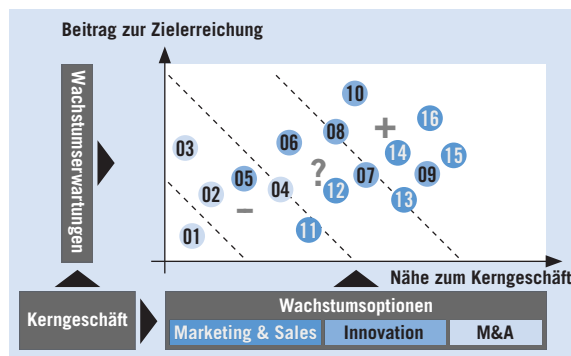 Beitrag zur Zielerreichung
Wachstumserwartungen
10
16
03
06
08
+
14
15
?
05
04
12
07
09
02
13
–
01
11
Nähe zum Kerngeschäft
Kerngeschäft
Wachstumsoptionen
Marketing & Sales
Innovation
M&A